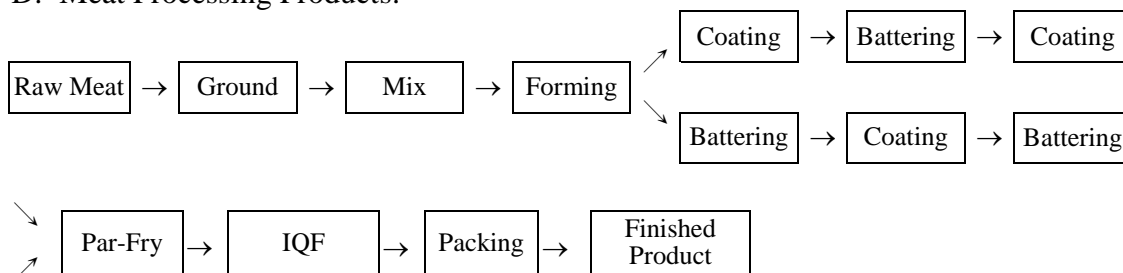 D. Meat Processing Products:
Coating → Battering → Coating
Raw Meat → Ground → Mix → Forming
Battering → Coating → Battering
Par-Fry → IQF → Packing → Finished
Product